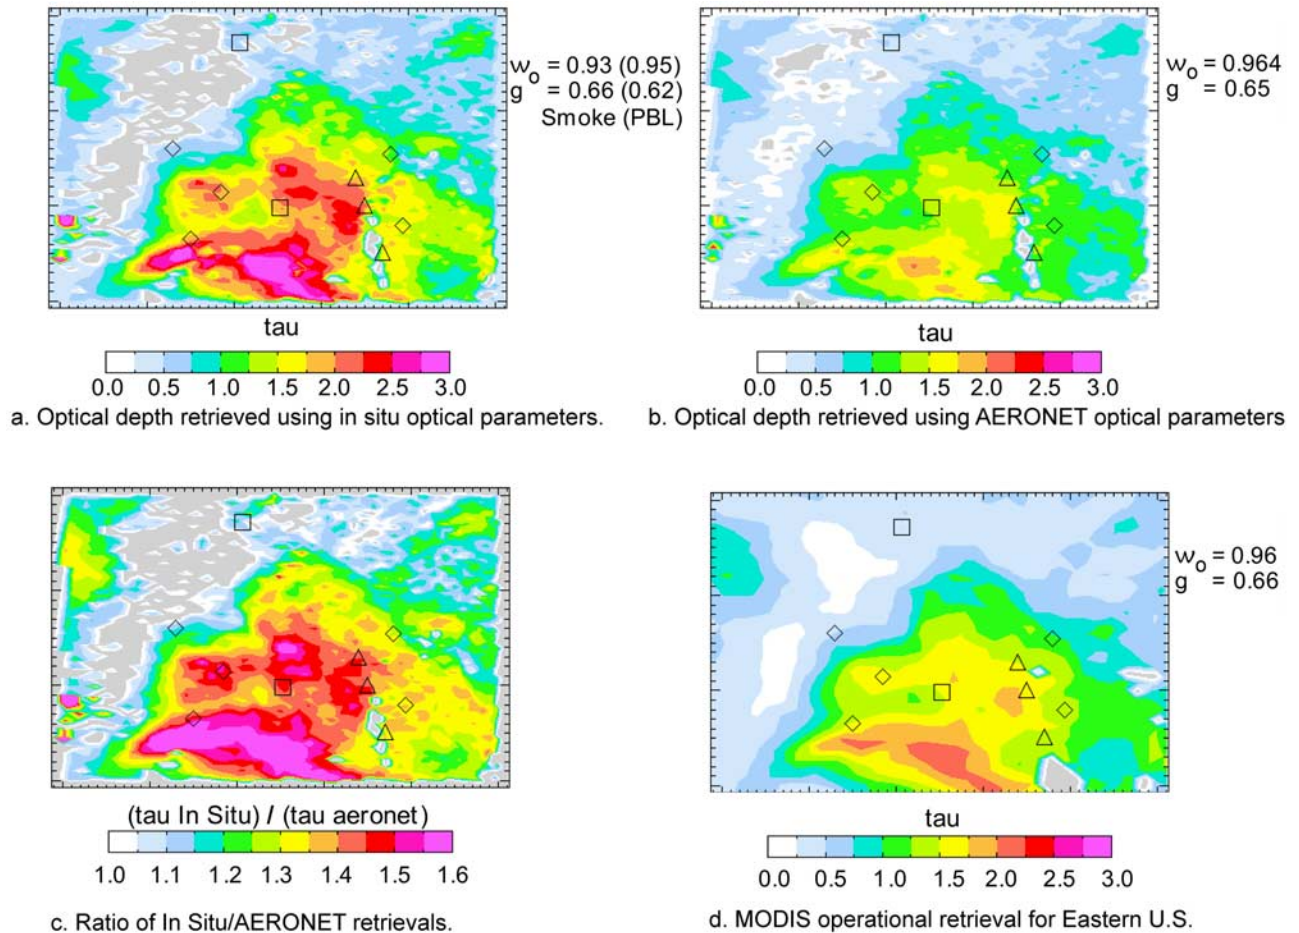 w₀ = 0.93 (0.95)
g = 0.66 (0.62)
Smoke (PBL)
tau
0.0 0.5 1.0 1.5 2.0 2.5 3.0
a. Optical depth retrieved using in situ optical parameters.
w₀ = 0.964
g = 0.65
tau
0.0 0.5 1.0 1.5 2.0 2.5 3.0
b. Optical depth retrieved using AERONET optical parameters
(tau In Situ) / (tau aeronet)
1.0 1.1 1.2 1.3 1.4 1.5 1.6
c. Ratio of In Situ/AERONET retrievals.
w₀ = 0.96
g = 0.66
tau
0.0 0.5 1.0 1.5 2.0 2.5 3.0
d. MODIS operational retrieval for Eastern U.S.